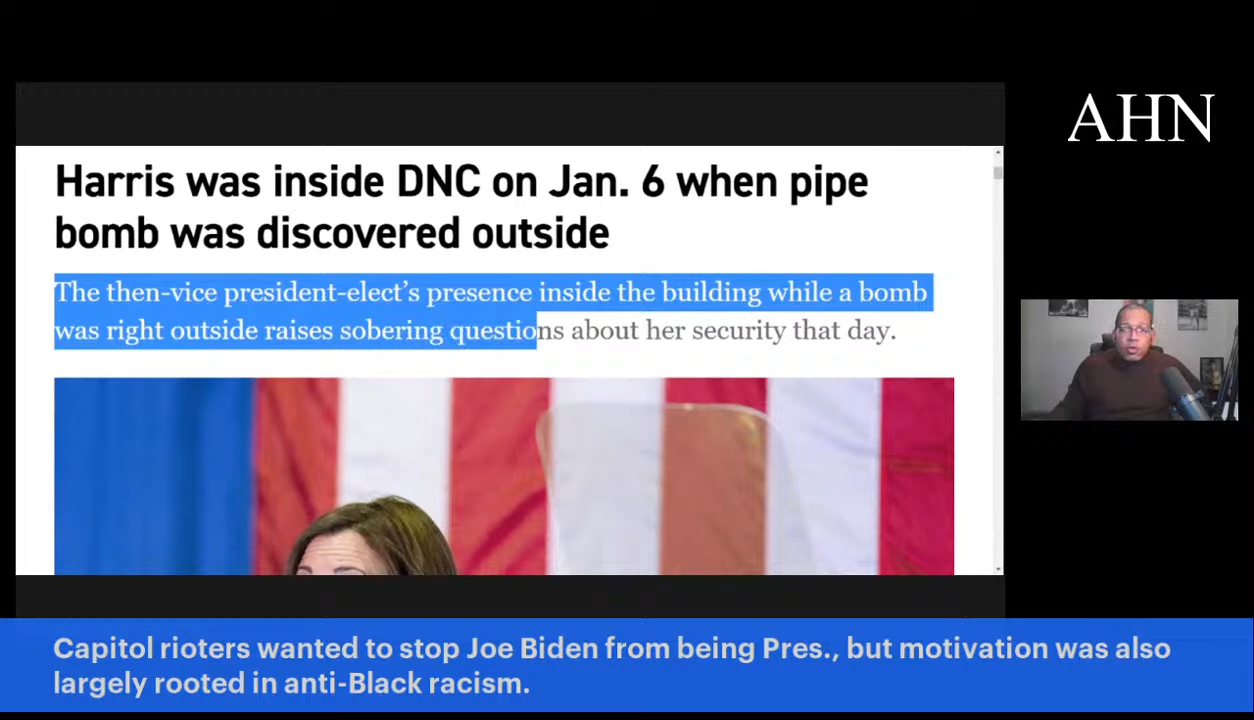 AHN
Harris was inside DNC on Jan. 6 when pipe
bomb was discovered outside
The then-vice president-elect’s presence inside the building while a bomb
was right outside raises sobering questions about her security that day.
Capitol rioters wanted to stop Joe Biden from being Pres., but motivation was also
largely rooted in anti-Black racism.